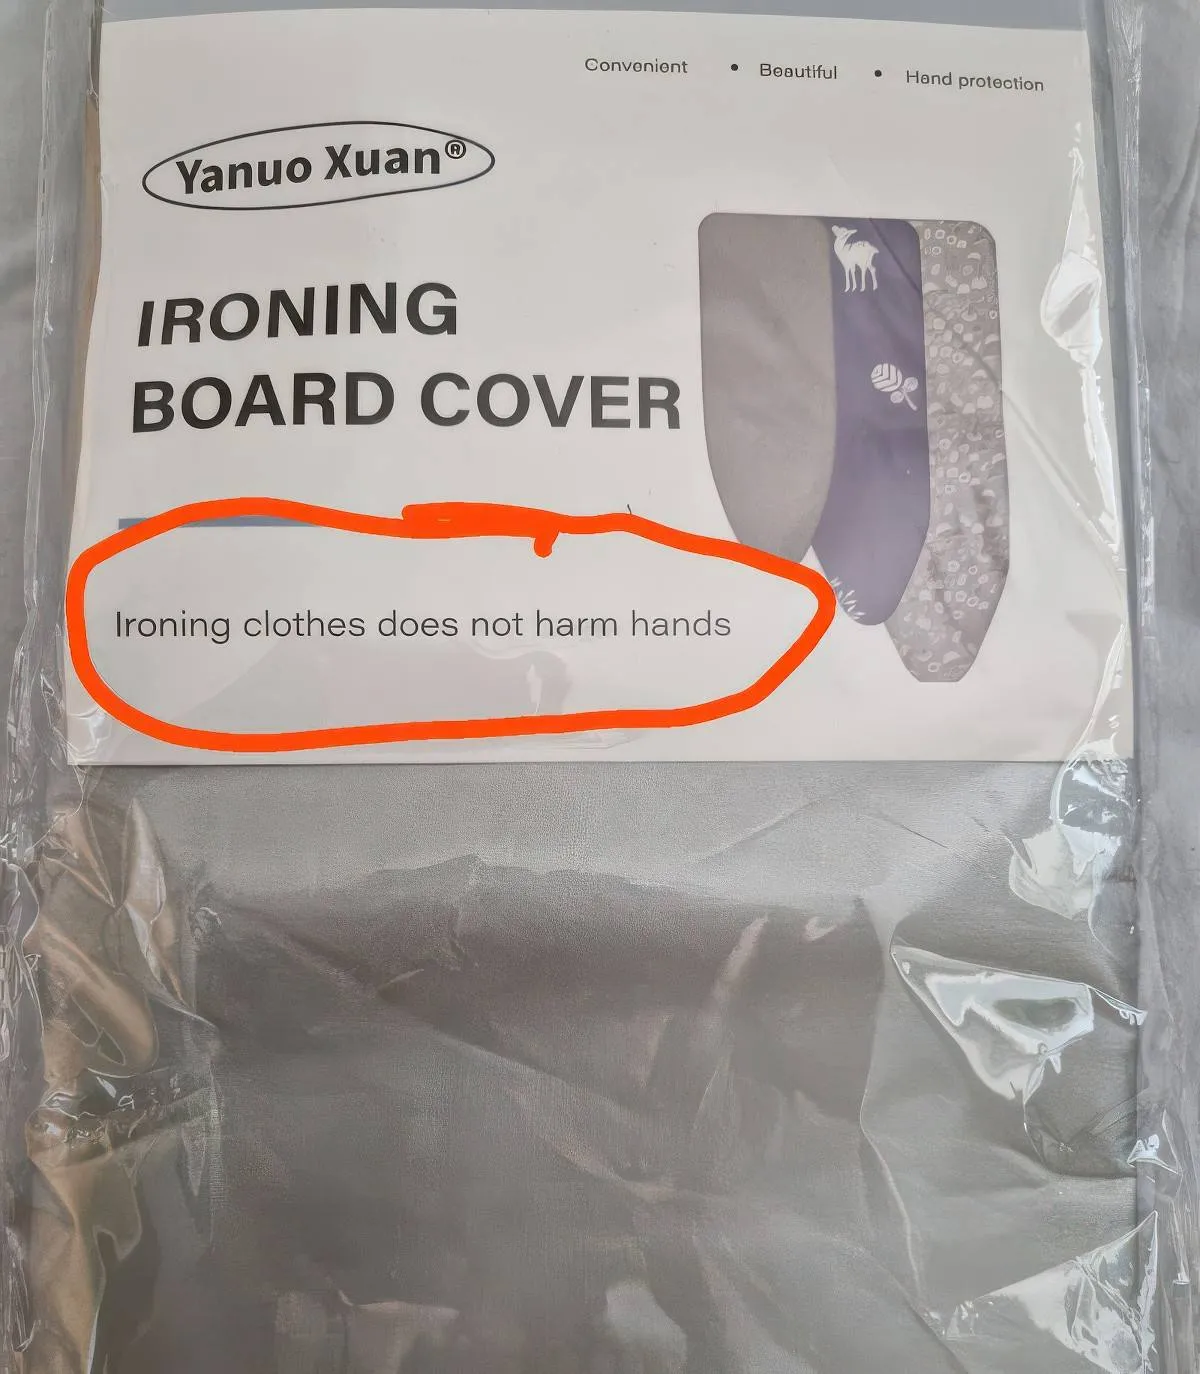 Convenient • Beautiful • Hand protection
Yanuo Xuan®
IRONING
BOARD COVER
Ironing clothes does not harm hands